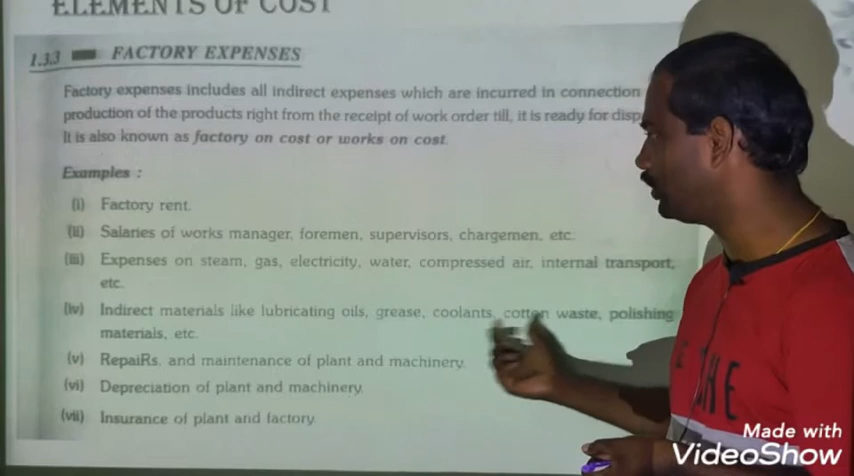 ELEMENTS OF COST
1.3.3 FACTORY EXPENSES
Factory expenses includes all indirect expenses which are incurred in connection
production of the products right from the receipt of work order till, it is ready for disp
It is also known as factory on cost or works on cost.
Examples :
(i) Factory rent.
(ii) Salaries of works manager, foremen, supervisors, chargemen, etc.
(iii) Expenses on steam, gas, electricity, water, compressed air, internal transport,
etc.
(iv) Indirect materials like lubricating oils, grease, coolants, cotton waste, polishing
materials, etc.
(v) RepaiRs. and maintenance of plant and machinery.
(vi) Depreciation of plant and machinery.
(vii) Insurance of plant and factory.
Made with
VideoShow